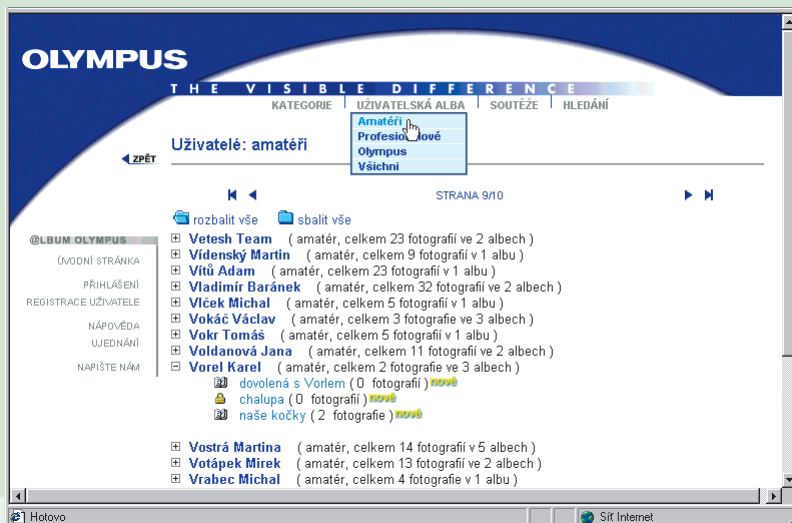 OLYMPUS
THE VISIBLE DIFFERENCE
KATEGORIE UŽIVATELSKÁ ALBA SOUTĚŽE HLEDÁNÍ
Amatéři
Profesionálové
Olympus
Všichni
Uživatelé: amatéři
ZPĚT
STRANA 9/10
rozbalit vše sbalit vše
@LBUM OLYMPUS
ÚVODNÍ STRÁNKA
PŘIHLÁŠENÍ
REGISTRACE UŽIVATELE
NÁPOVĚDA
UJEDNÁNÍ
NAPIŠTE NÁM
Vetesh Team ( amatér, celkem 23 fotografií ve 2 albech )
Vídenský Martin ( amatér, celkem 9 fotografií v 1 albu )
Vítů Adam ( amatér, celkem 23 fotografií v 1 albu )
Vladimír Baránek ( amatér, celkem 32 fotografií ve 2 albech )
Vlček Michal ( amatér, celkem 5 fotografií v 1 albu )
Vokáč Václav ( amatér, celkem 3 fotografie ve 3 albech )
Vokr Tomáš ( amatér, celkem 5 fotografií v 1 albu )
Voldanová Jana ( amatér, celkem 11 fotografií ve 2 albech )
Vorel Karel ( amatér, celkem 2 fotografie ve 3 albech )
dovolená s Vorlem ( 0 fotografií ) nové
chalupa ( 0 fotografií ) nové
naše kočky ( 2 fotografie ) nové
Vostrá Martina ( amatér, celkem 14 fotografií v 5 albech )
Votápek Mirek ( amatér, celkem 13 fotografií ve 2 albech )
Vrabec Michal ( amatér, celkem 4 fotografie v 1 albu )
Hotovo
Síť Internet